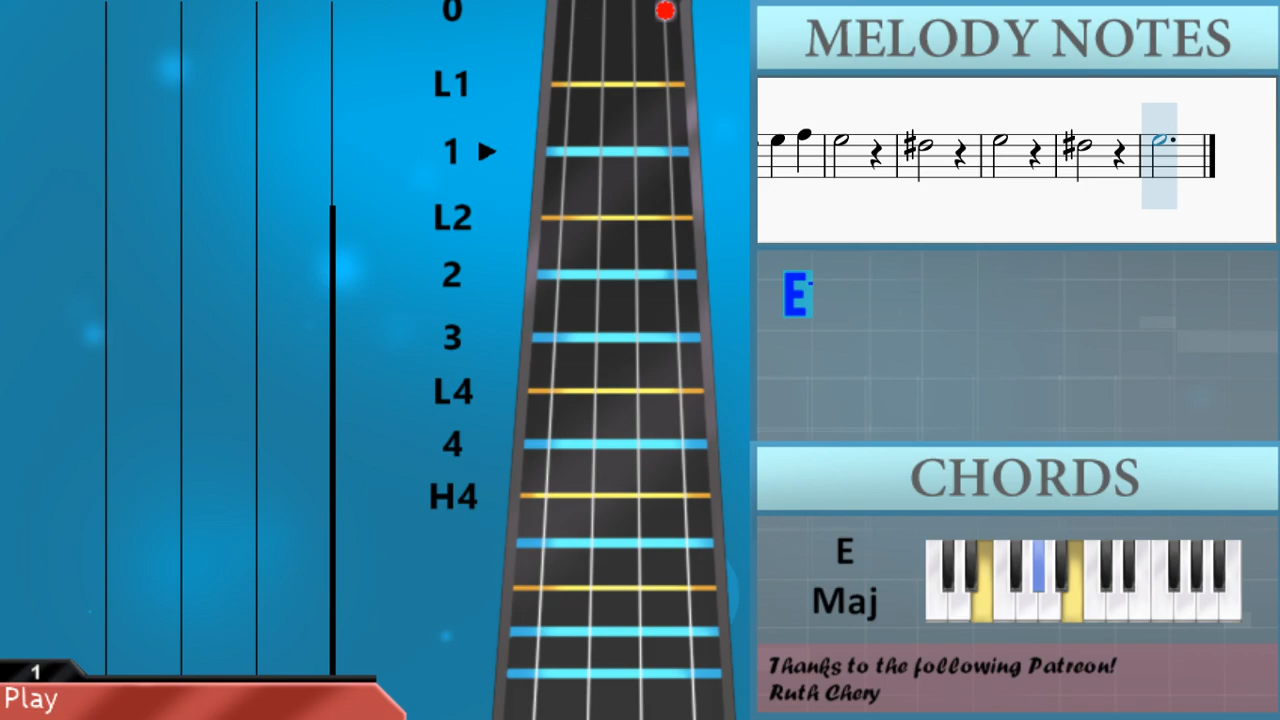 0
L1
1
L2
2
3
L4
4
H4
MELODY NOTES
E
CHORDS
E
Maj
Thanks to the following Patreon!
Ruth Chery
1
Play